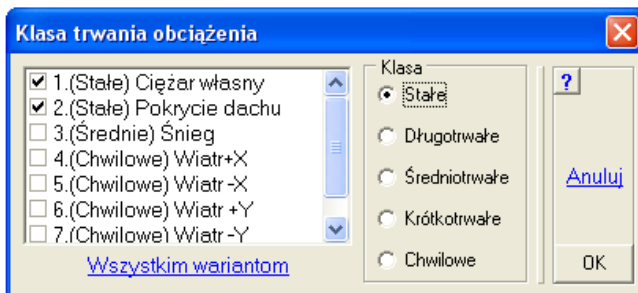 Klasa trwania obciążenia
1.(Stałe) Ciężar własny
2.(Stałe) Pokrycie dachu
3.(Średnie) Śnieg
4.(Chwilowe) Wiatr+X
5.(Chwilowe) Wiatr-X
6.(Chwilowe) Wiatr +Y
7.(Chwilowe) Wiatr-Y
Wszystkim wariantom
Klasa
Stałe
Długotrwałe
Średniotrwałe
Krótkotrwałe
Chwilowe
?
Anuluj
OK